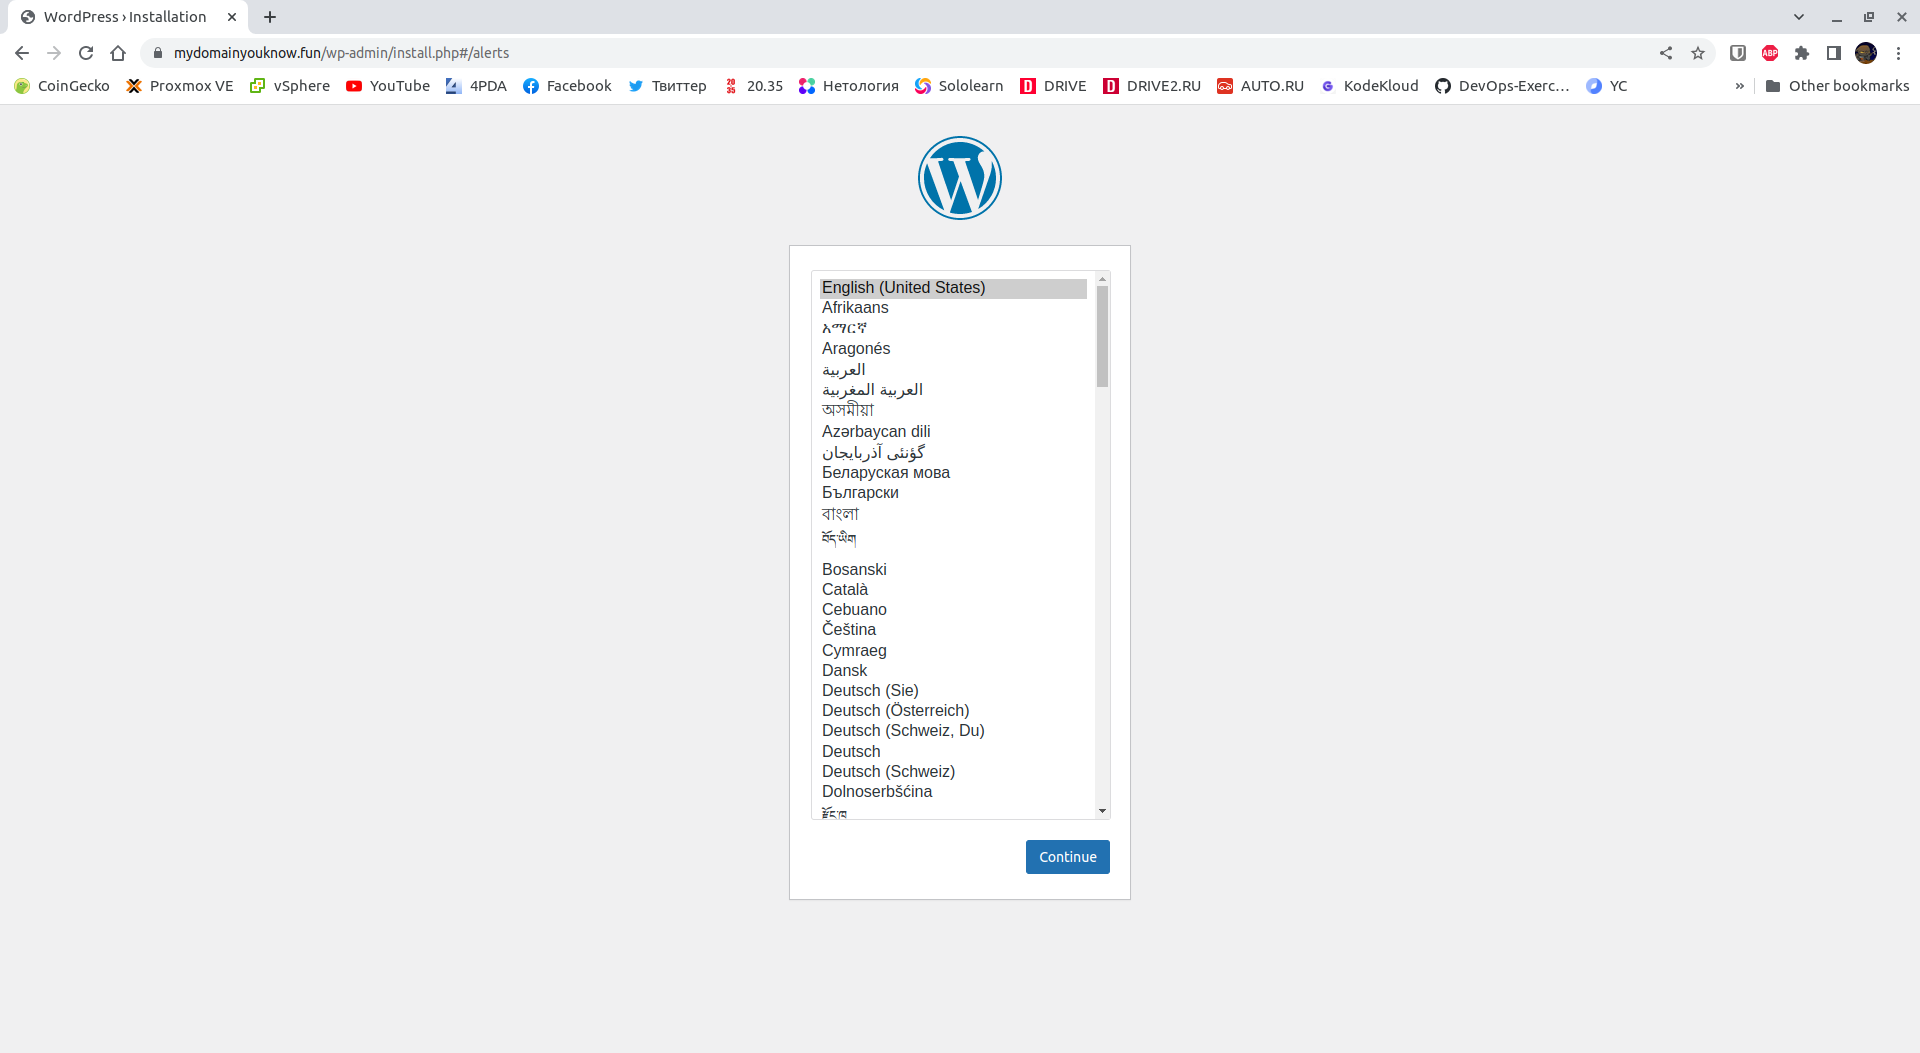 WordPress › Installation
mydomainyouknow.fun/wp-admin/install.php#/alerts
ABP
CoinGecko Proxmox VE vSphere YouTube 4PDA Facebook Твиттер 20.35 Нетология Sololearn DRIVE DRIVE2.RU AUTO.RU KodeKloud DevOps-Exerc… YC » Other bookmarks
English (United States)
Afrikaans
አማርኛ
Aragonés
العربية
العربية المغربية
অসমীয়া
Azərbaycan dili
گؤنئی آذربایجان
Беларуская мова
Български
বাংলা
བོད་ཡིག
Bosanski
Català
Cebuano
Čeština
Cymraeg
Dansk
Deutsch (Sie)
Deutsch (Österreich)
Deutsch (Schweiz, Du)
Deutsch
Deutsch (Schweiz)
Dolnoserbšćina
རྫོང་ཁ
Continue